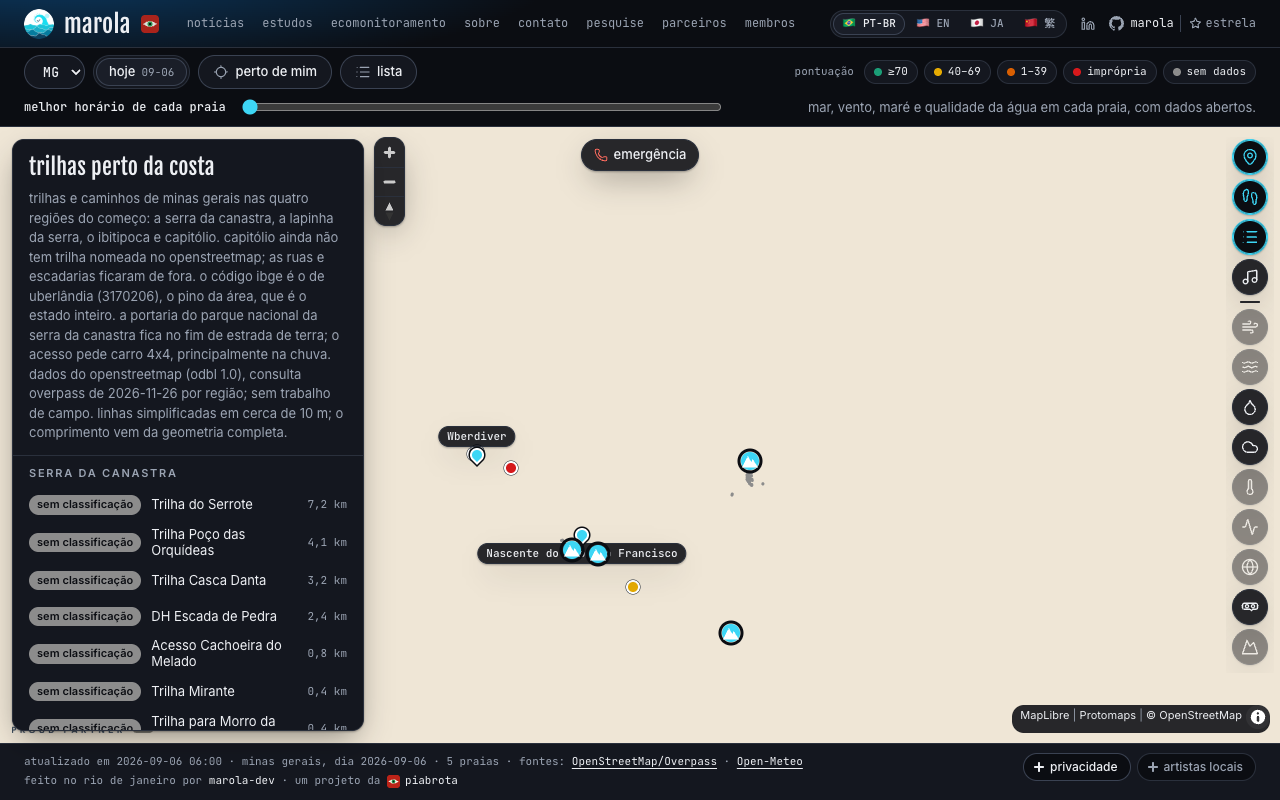 marola notícias estudos ecomonitoramento sobre contato pesquise parceiros membros PT-BR EN JA 繁 marola estrela
MG hoje 09-06 perto de mim lista pontuação ≥70 40–69 1–39 imprópria sem dados
melhor horário de cada praia mar, vento, maré e qualidade da água em cada praia, com dados abertos.
emergência
trilhas perto da costa
trilhas e caminhos de minas gerais nas quatro
regiões do começo: a serra da canastra, a lapinha
da serra, o ibitipoca e capitólio. capitólio ainda não
tem trilha nomeada no openstreetmap; as ruas e
escadarias ficaram de fora. o código ibge é o de
uberlândia (3170206), o pino da área, que é o
estado inteiro. a portaria do parque nacional da
serra da canastra fica no fim de estrada de terra; o
acesso pede carro 4x4, principalmente na chuva.
dados do openstreetmap (odbl 1.0), consulta
overpass de 2026-11-26 por região; sem trabalho
de campo. linhas simplificadas em cerca de 10 m; o
comprimento vem da geometria completa.
SERRA DA CANASTRA
sem classificação Trilha do Serrote 7,2 km
sem classificação Trilha Poço das
Orquídeas 4,1 km
sem classificação Trilha Casca Danta 3,2 km
sem classificação DH Escada de Pedra 2,4 km
sem classificação Acesso Cachoeira do
Melado 0,8 km
sem classificação Trilha Mirante 0,4 km
sem classificação Trilha para Morro da 0,4 km
Wberdiver
Nascente do Francisco
MapLibre | Protomaps | © OpenStreetMap
atualizado em 2026-09-06 06:00 · minas gerais, dia 2026-09-06 · 5 praias · fontes: OpenStreetMap/Overpass · Open-Meteo
feito no rio de janeiro por marola-dev · um projeto da piabrota
privacidade artistas locais